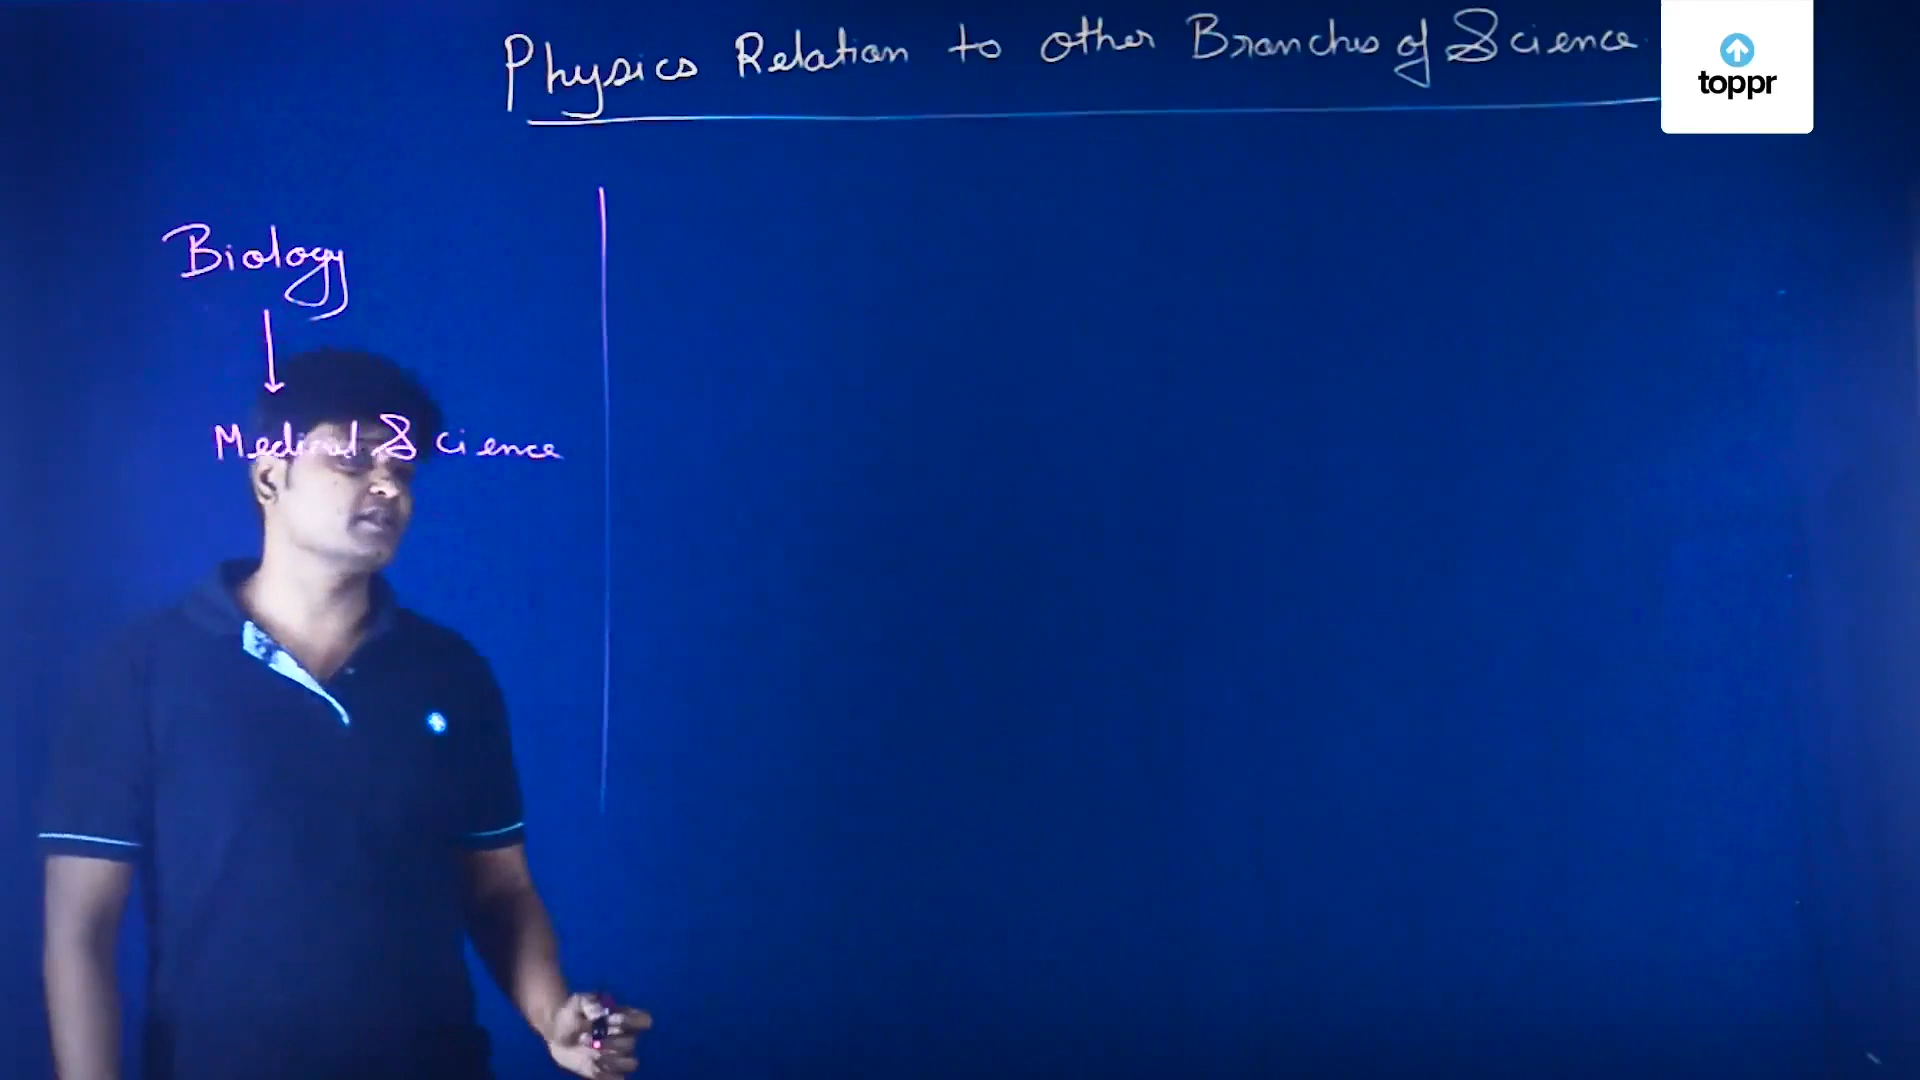 Physics Relation to other Branches of Science
toppr
Biology
Medical Science